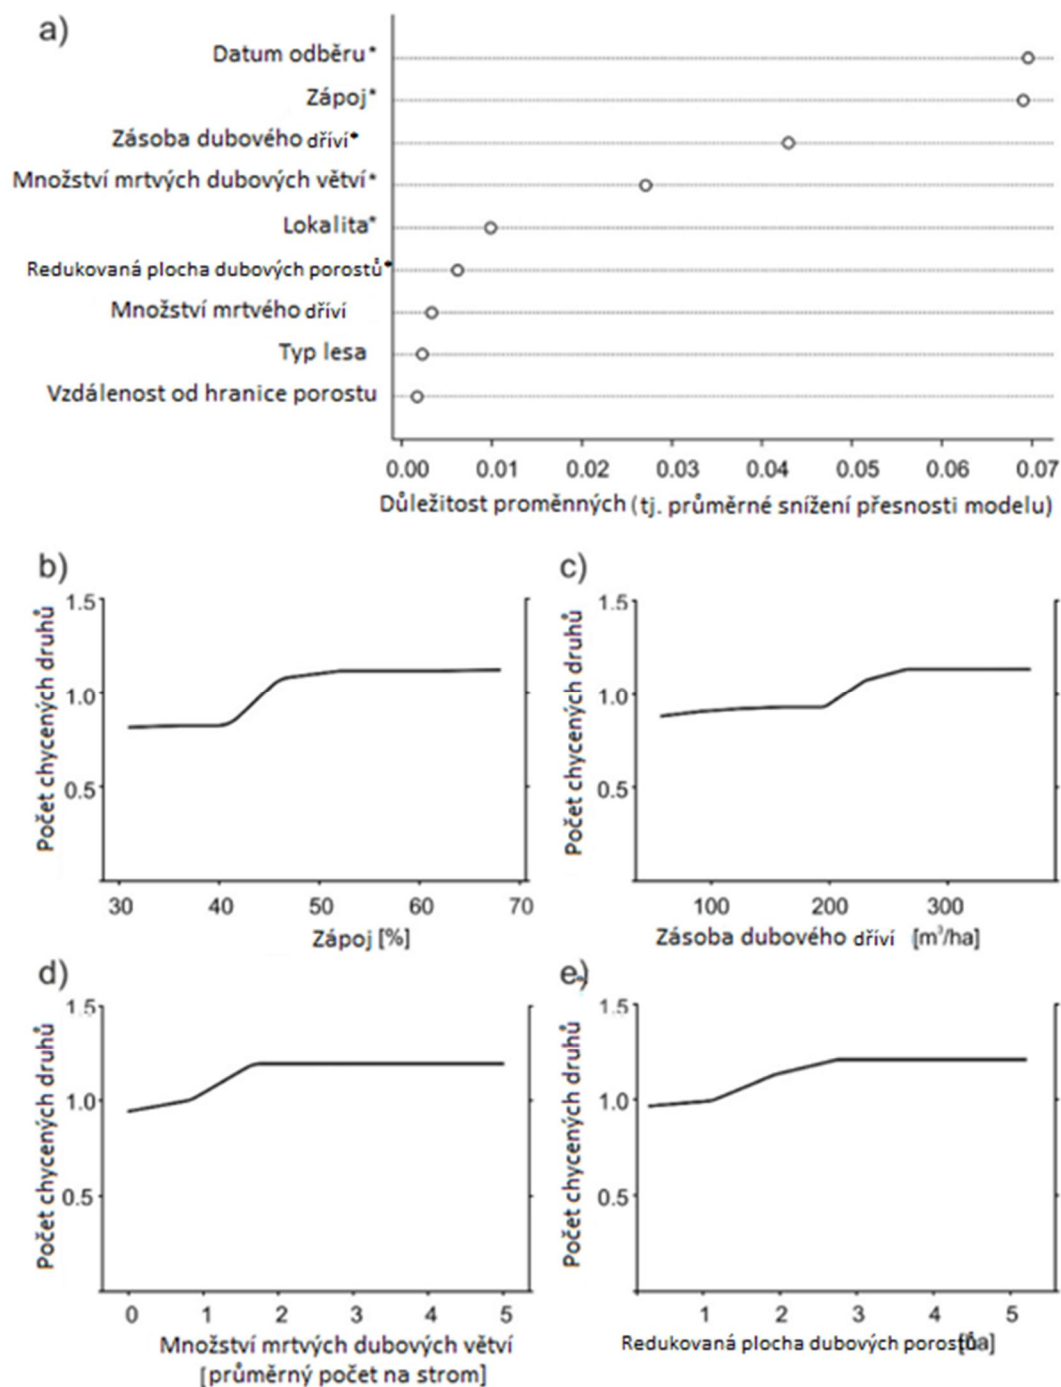 a)
Datum odběru*
Zápoj*
Zásoba dubového dříví*
Množství mrtvých dubových větví*
Lokalita*
Redukovaná plocha dubových porostů*
Množství mrtvého dříví
Typ lesa
Vzdálenost od hranice porostu
0.00 0.01 0.02 0.03 0.04 0.05 0.06 0.07
Důležitost proměnných (tj. průměrné snížení přesnosti modelu)
b)
Počet chycených druhů
1.5
1.0
0.5
30 40 50 60 70
Zápoj [%]
c)
Počet chycených druhů
1.5
1.0
0.5
100 200 300
Zásoba dubového dříví [m³/ha]
d)
Počet chycených druhů
1.5
1.0
0.5
0 1 2 3 4 5
Množství mrtvých dubových větví
[průměrný počet na strom]
e)
Počet chycených druhů
1.5
1.0
0.5
1 2 3 4 5
Redukovaná plocha dubových porostů [ha]